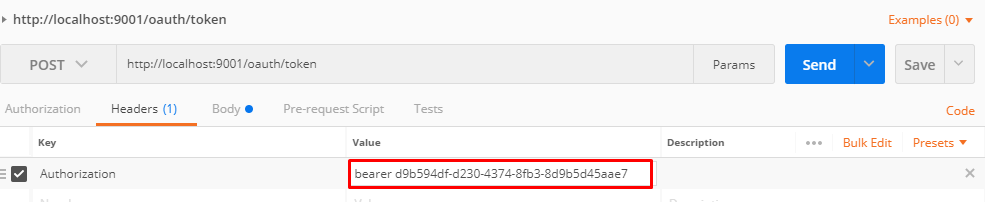 http://localhost:9001/oauth/token Examples (0)
POST http://localhost:9001/oauth/token Params Send Save
Authorization Headers (1) Body Pre-request Script Tests Code
Key Value Description ••• Bulk Edit Presets
Authorization bearer d9b594df-d230-4374-8fb3-8d9b5d45aae7